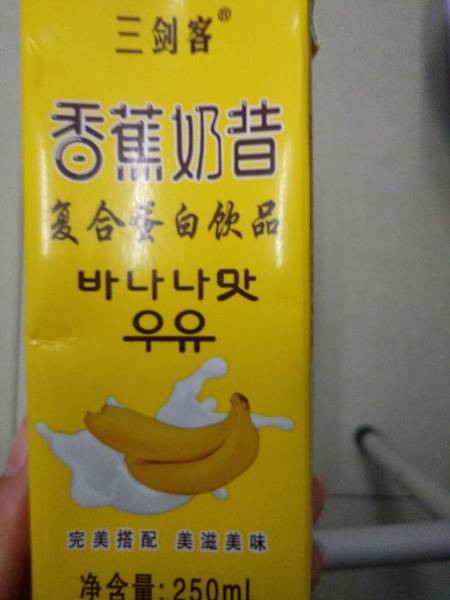 三剑客®
香蕉奶昔
复合蛋白饮品
바나나맛
우유
完美搭配 美滋美味
净含量:250mL